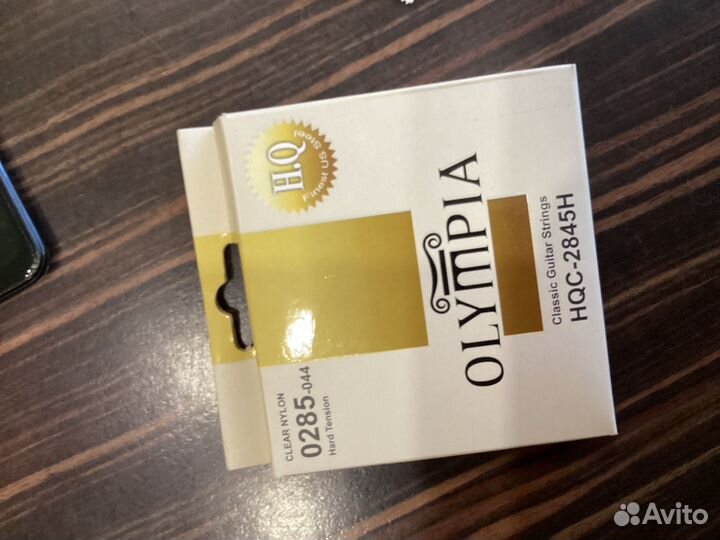 H.Q
Finest US Steel
OLYMPIA
CLEAR NYLON
0285-044
Hard Tension
Classic Guitar Strings
HQC-2845H
Avito